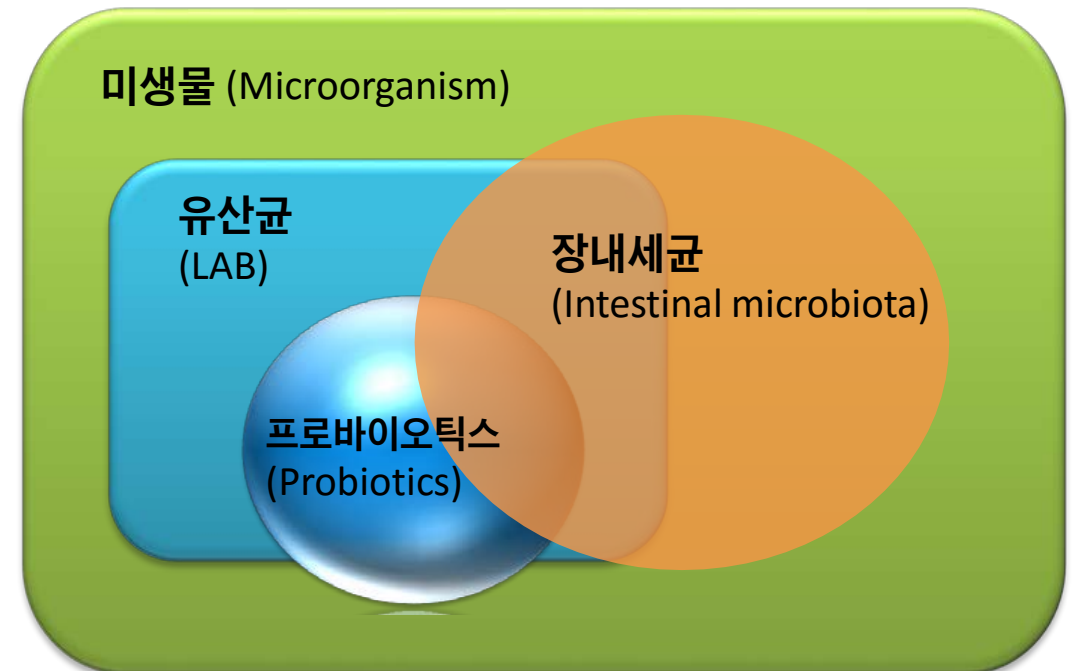 미생물 (Microorganism)
유산균
(LAB)
장내세균
(Intestinal microbiota)
프로바이오틱스
(Probiotics)